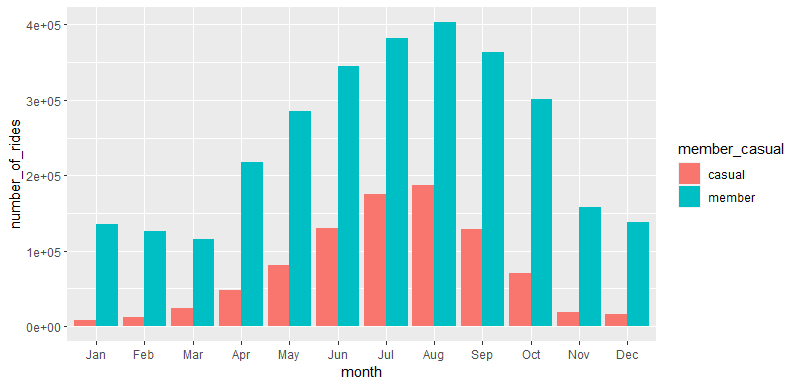 4e+05
3e+05
2e+05
1e+05
0e+00
number_of_rides
Jan Feb Mar Apr May Jun Jul Aug Sep Oct Nov Dec
month
member_casual
casual
member